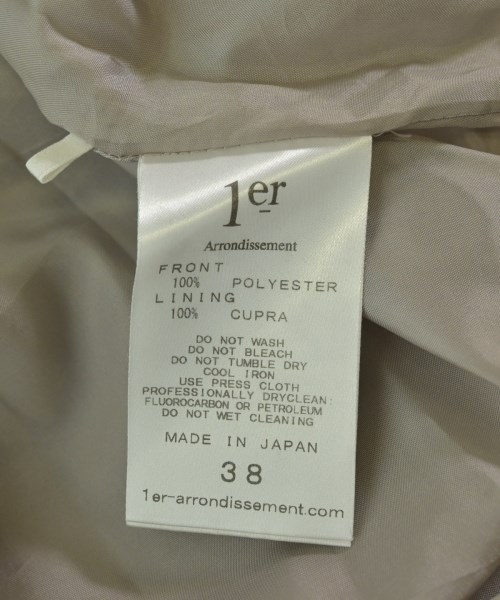 1er
Arrondissement
FRONT
100% POLYESTER
LINING
100% CUPRA
DO NOT WASH
DO NOT BLEACH
DO NOT TUMBLE DRY
COOL IRON
USE PRESS CLOTH
PROFESSIONALLY DRYCLEAN:
FLUOROCARBON OR PETROLEUM
DO NOT WET CLEANING
MADE IN JAPAN
38
1er-arrondissement.com